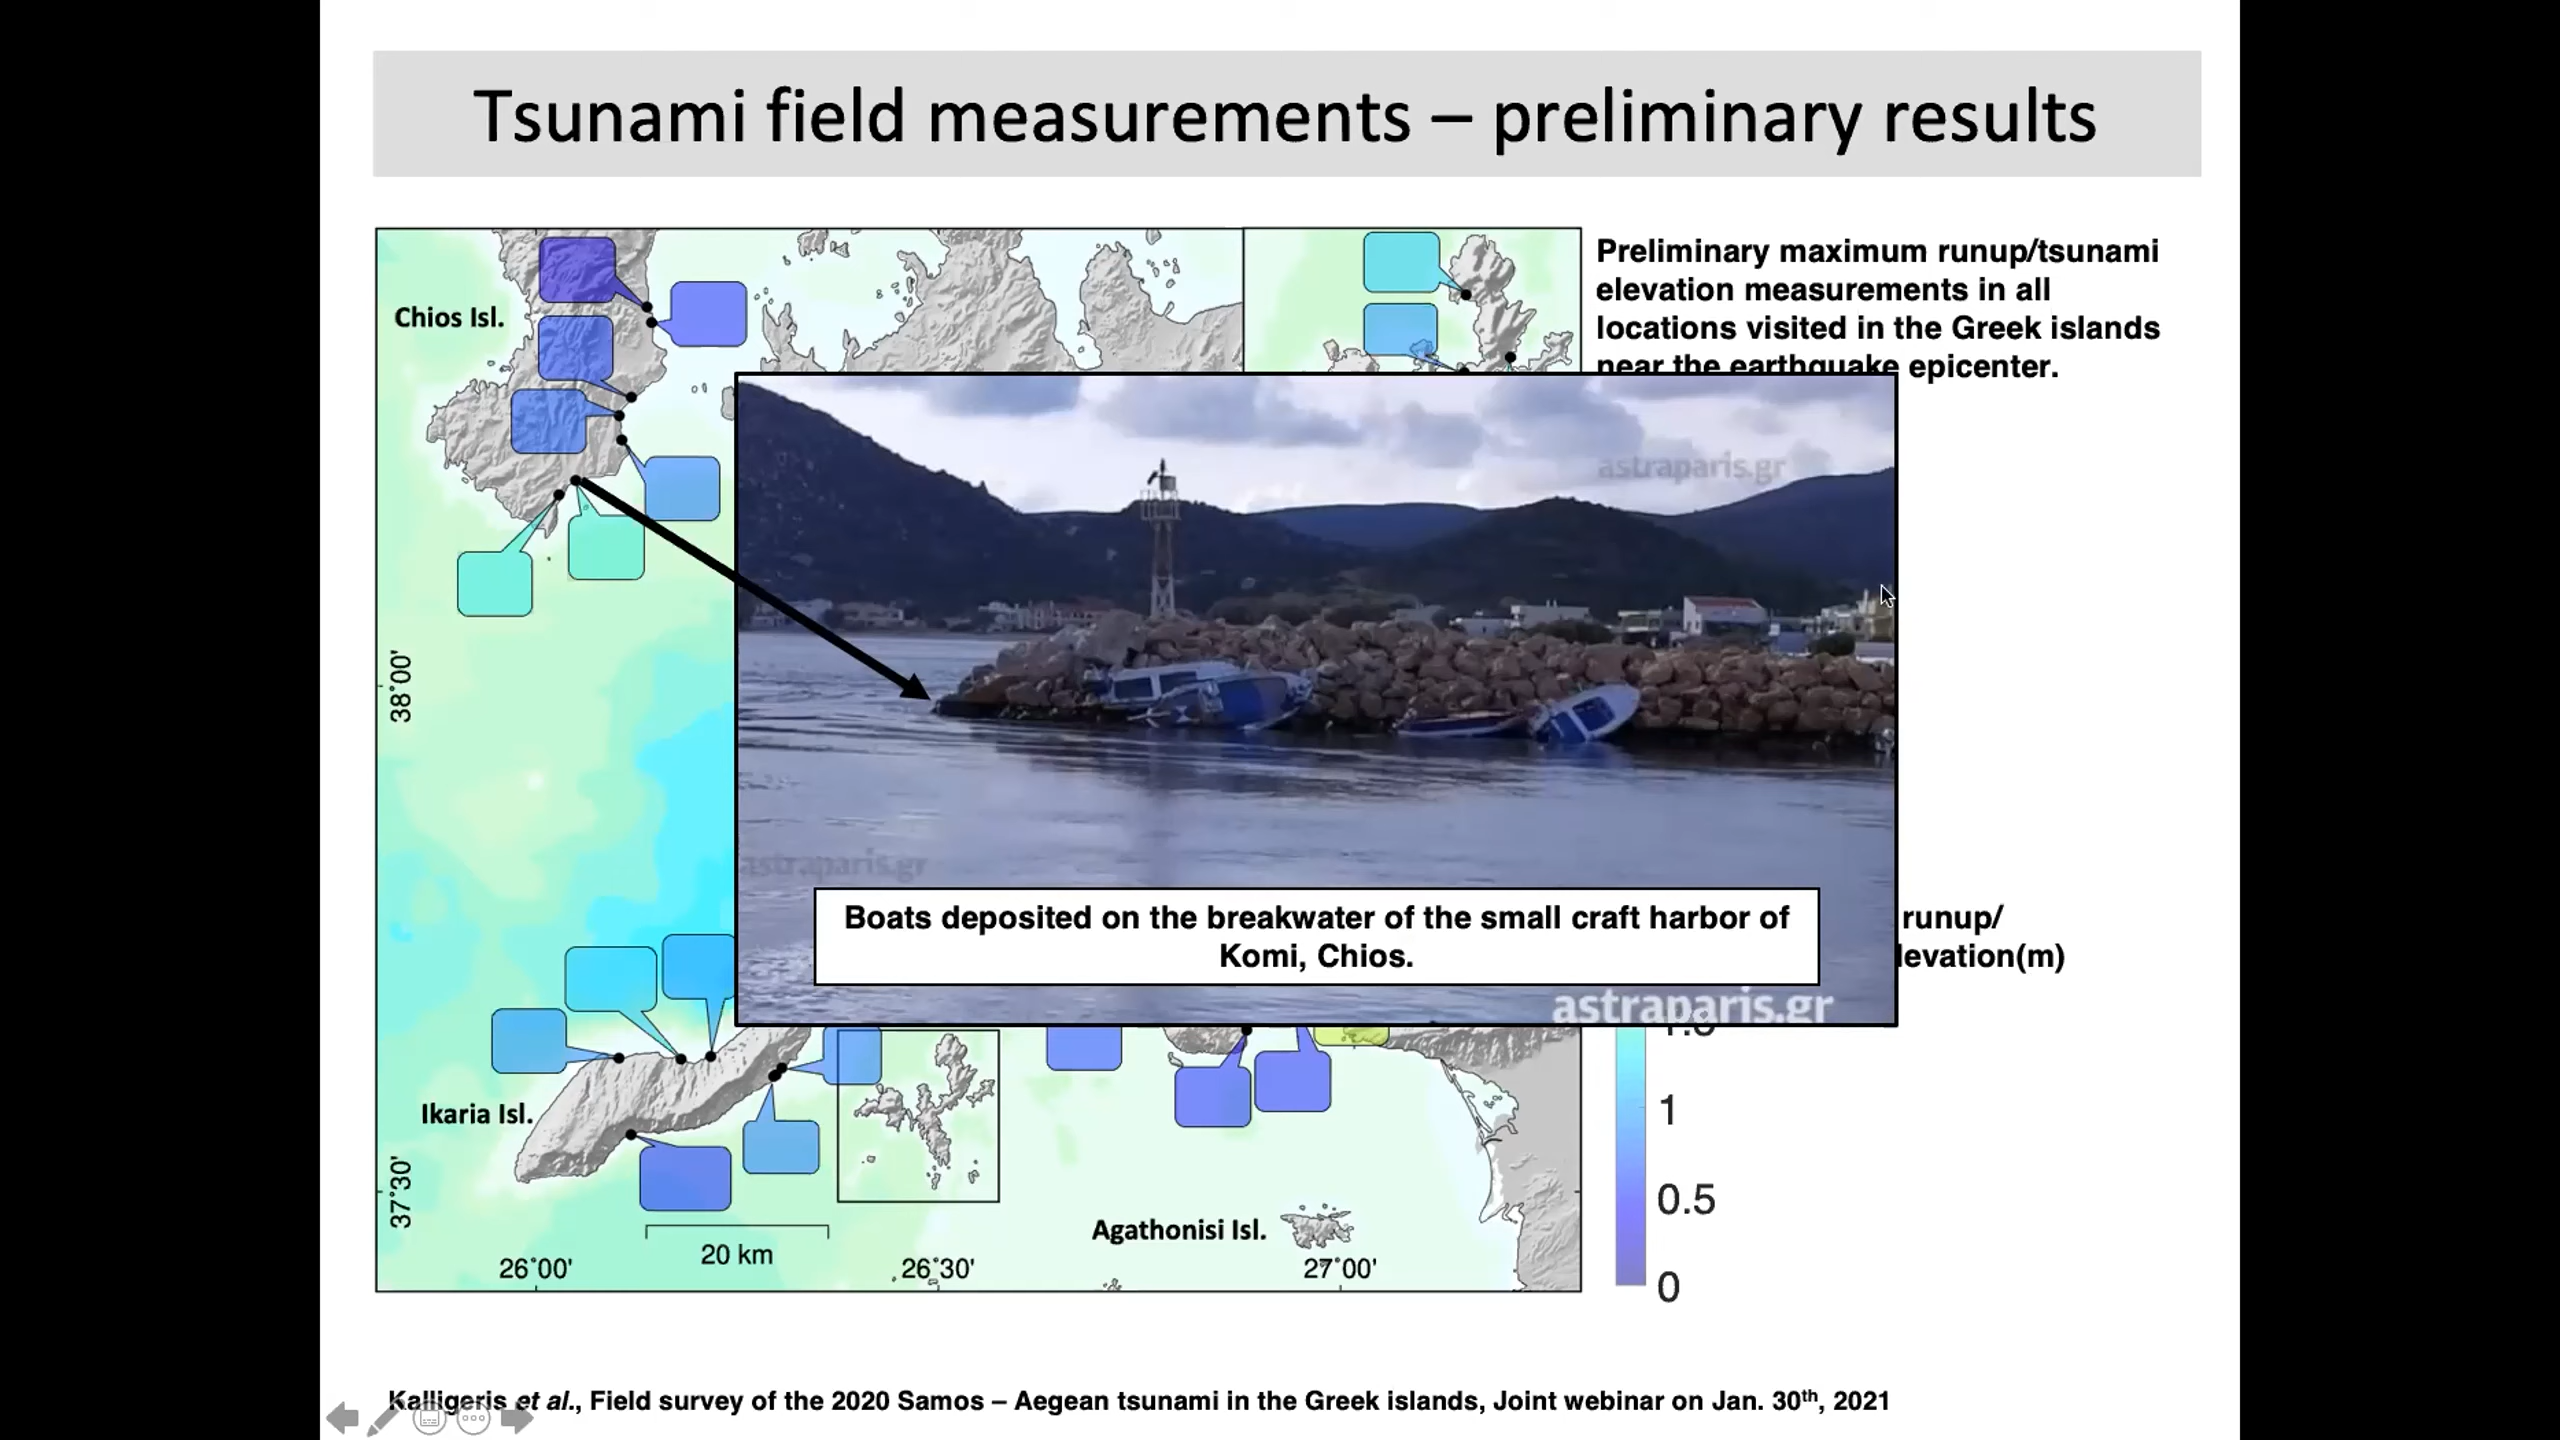 Tsunami field measurements – preliminary results
Preliminary maximum runup/tsunami
elevation measurements in all
locations visited in the Greek islands
near the earthquake epicenter.
Chios Isl.
astraparis.gr
38°00'
astraparis.gr
Boats deposited on the breakwater of the small craft harbor of
Komi, Chios.
runup/
levation(m)
astraparis.gr
1
0.5
0
Ikaria Isl.
37°30'
Agathonisi Isl.
20 km
26°00'
26°30'
27°00'
Kalligeris et al., Field survey of the 2020 Samos – Aegean tsunami in the Greek islands, Joint webinar on Jan. 30th, 2021